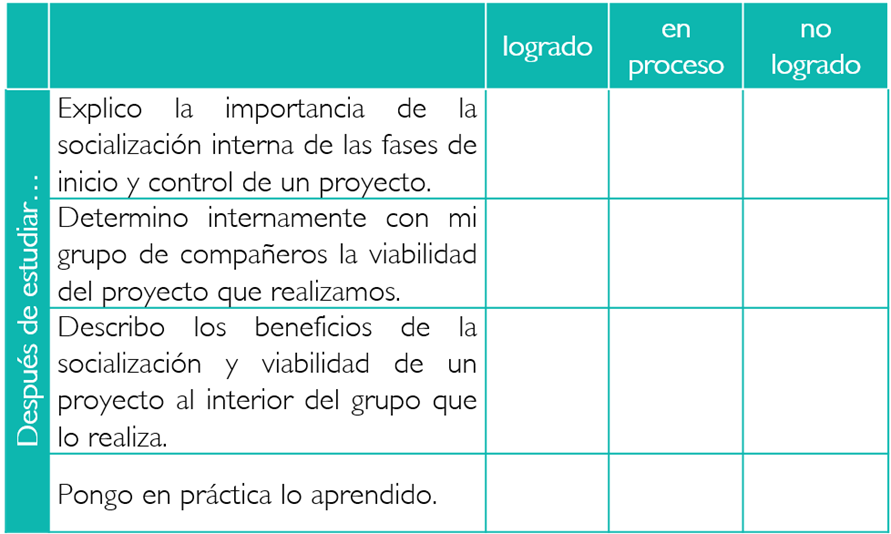 logrado
en
proceso
no
logrado
Después de estudiar...
Explico la importancia de la
socialización interna de las fases de
inicio y control de un proyecto.
Determino internamente con mi
grupo de compañeros la viabilidad
del proyecto que realizamos.
Describo los beneficios de la
socialización y viabilidad de un
proyecto al interior del grupo que
lo realiza.
Pongo en práctica lo aprendido.